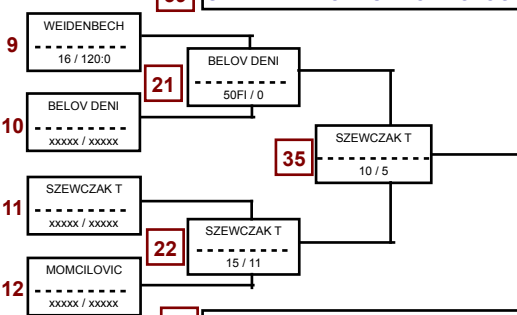 WEIDENBECH
9
16 / 120:0
BELOV DENI
21
50FI / 0
BELOV DENI
10
xxxxx / xxxxx
SZEWCZAK T
35
10 / 5
SZEWCZAK T
11
xxxxx / xxxxx
SZEWCZAK T
22
15 / 11
MOMCILOVIC
12
xxxxx / xxxxx